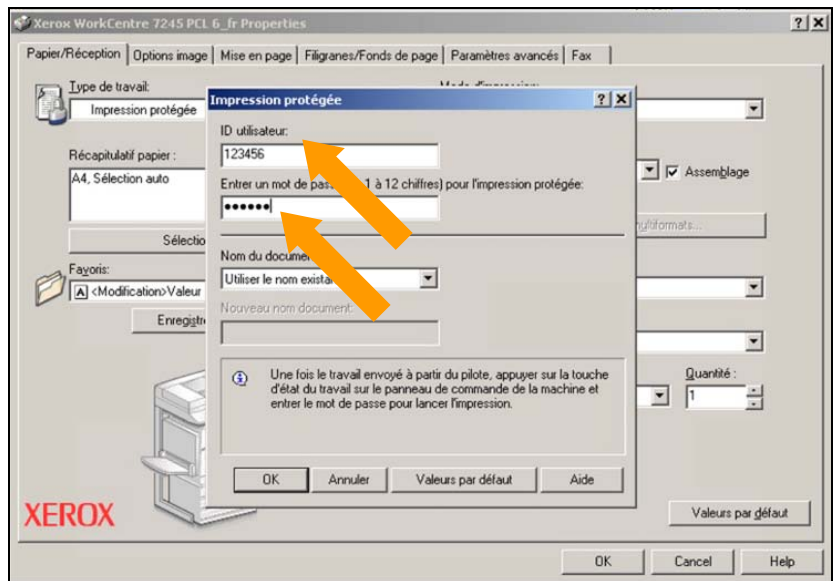 Xerox WorkCentre 7245 PCL 6_fr Properties
Papier/Réception Options image Mise en page Filigranes/Fonds de page Paramètres avancés Fax
Type de travail:
Impression protégée
Récapitulatif papier :
A4, Sélection auto
Assemblage
Sélectio
Favoris:
<Modification>Valeur
Enregistr
Quantité :
1
XEROX
Valeurs par défaut
OK Cancel Help
Impression protégée
ID utilisateur:
123456
Entrer un mot de pas 1 à 12 chiffres) pour l'impression protégée:
••••••
Nom du documen
Utiliser le nom exista
Nouveau nom document:
Une fois le travail envoyé à partir du pilote, appuyer sur la touche
d'état du travail sur le panneau de commande de la machine et
entrer le mot de passe pour lancer l'impression.
OK Annuler Valeurs par défaut Aide